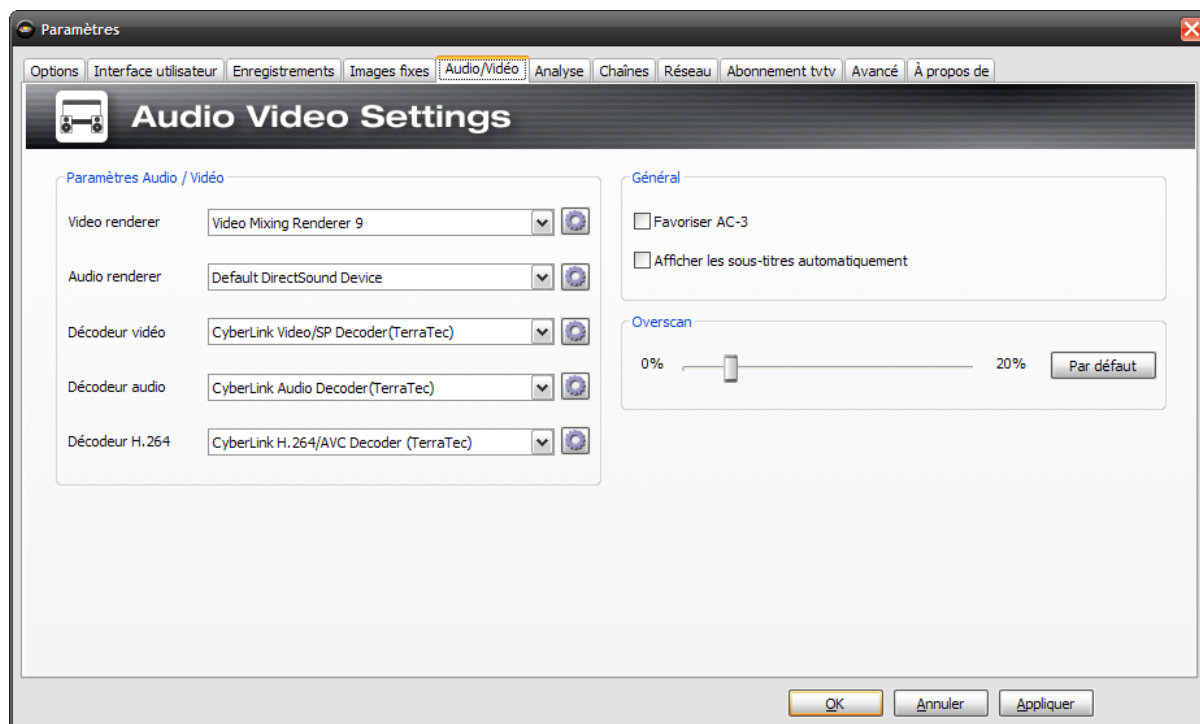 Paramètres
Options Interface utilisateur Enregistrements Images fixes Audio/Vidéo Analyse Chaînes Réseau Abonnement tvtv Avancé À propos de
Audio Video Settings
Paramètres Audio / Vidéo
Video renderer Video Mixing Renderer 9
Audio renderer Default DirectSound Device
Décodeur vidéo CyberLink Video/SP Decoder(TerraTec)
Décodeur audio CyberLink Audio Decoder(TerraTec)
Décodeur H.264 CyberLink H.264/AVC Decoder (TerraTec)
Général
Favoriser AC-3
Afficher les sous-titres automatiquement
Overscan
0% 20% Par défaut
OK Annuler Appliquer